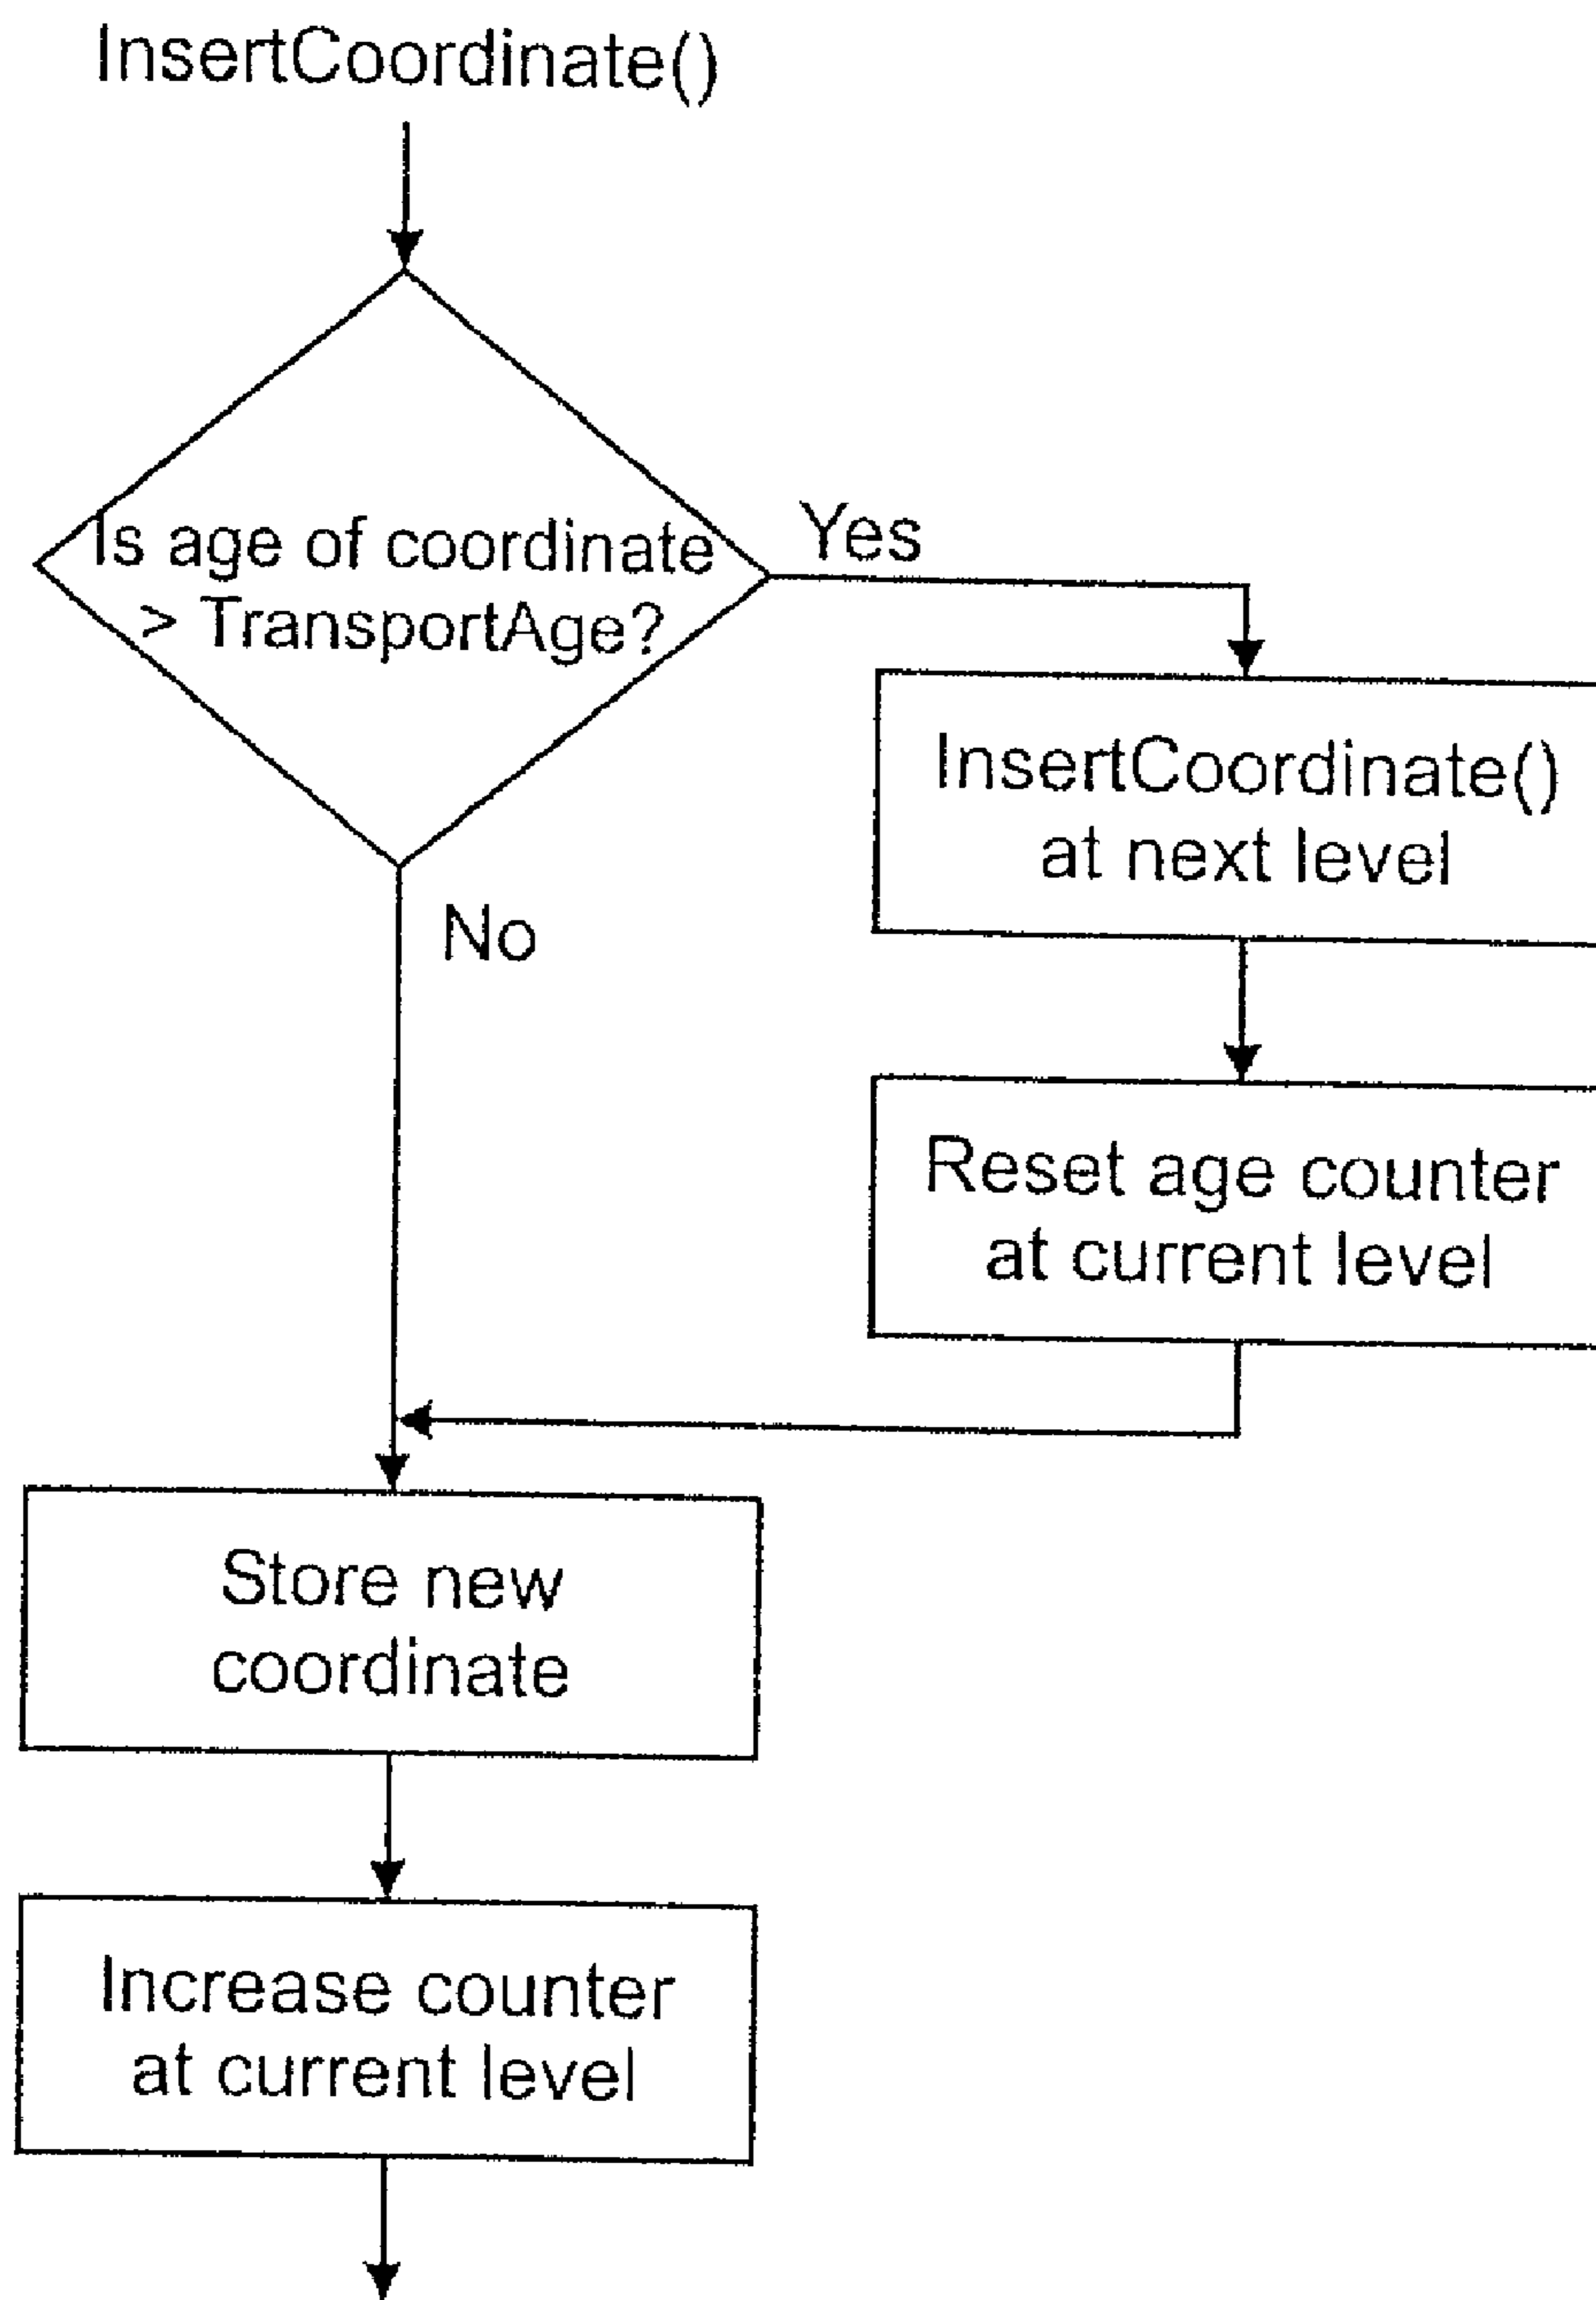 InsertCoordinate()
Is age of coordinate
> TransportAge?
Yes
InsertCoordinate()
at next level
No
Reset age counter
at current level
Store new
coordinate
Increase counter
at current level